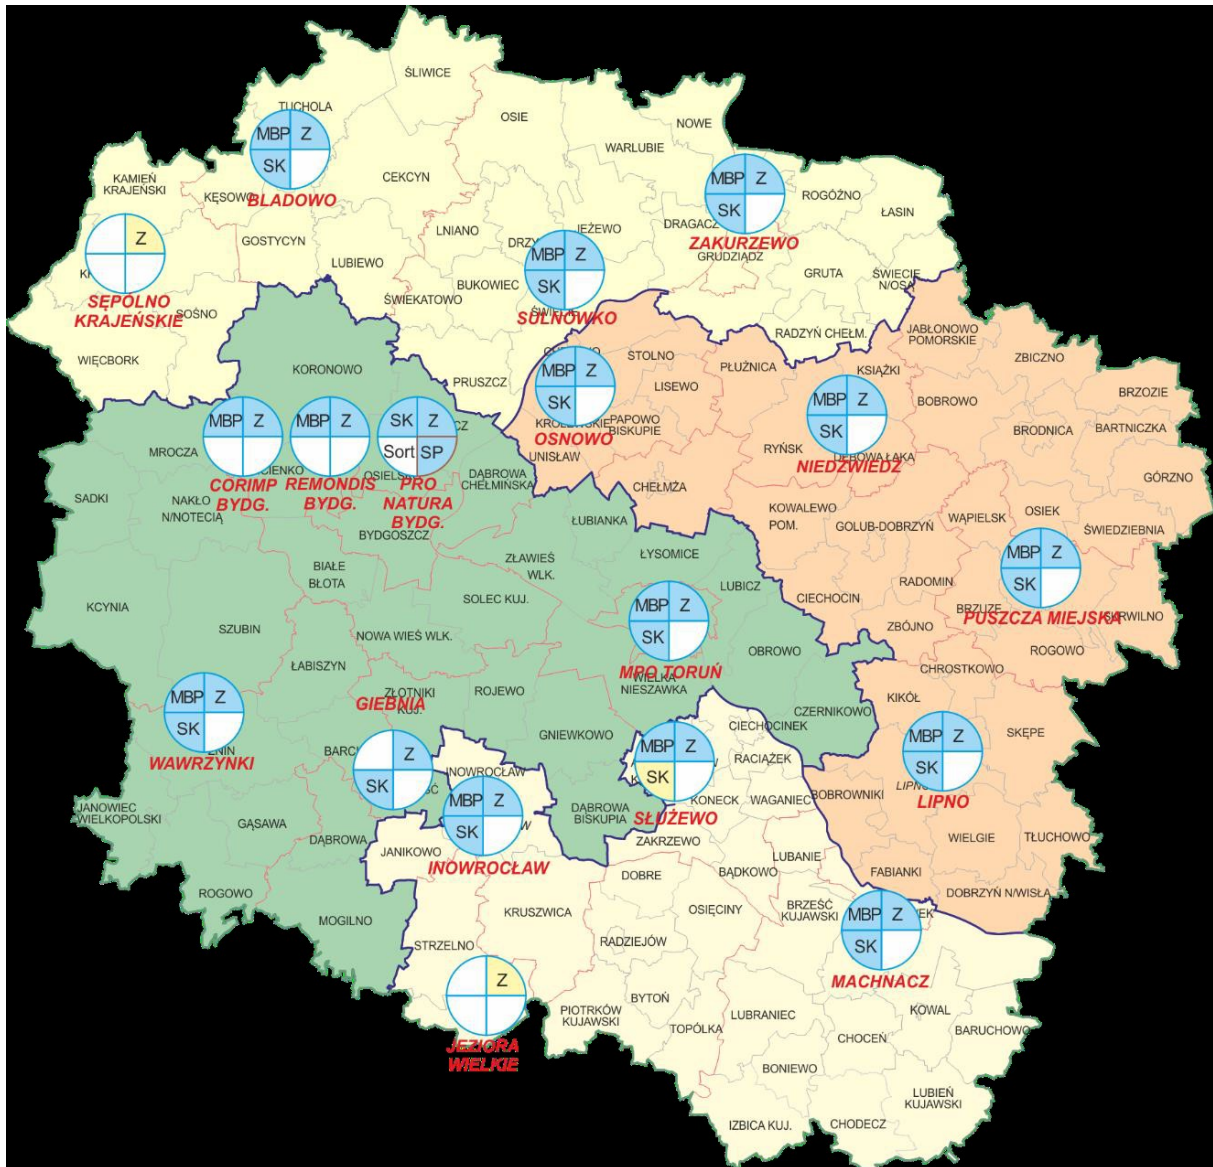 ŚLIWICE
TUCHOLA
MBP Z
SK
BLADOWO
OSIE
NOWE
WARLUBIE
KAMIEŃ
KRAJEŃSKI
KĘSOWO
CEKCYN
MBP Z
SK
ZAKURZEWO
ROGÓŹNO
ŁASIN
DRAGACZ
GRUDZIĄDZ
Z
SĘPÓLNO
KRAJEŃSKIE
GOSTYCYN
LUBIEWO
LNIANO
JEŻEWO
MBP Z
SK
SULNÓWKO
BUKOWIEC
ŚWIEKATOWO
GRUTA
ŚWIECIE
N/OSĄ
SOŚNO
WIĘCBORK
RADZYŃ CHEŁM.
JABŁONOWO
POMORSKIE
KORONOWO
PRUSZCZ
STOLNO
LISEWO
MBP Z
SK
OSNOWO
PAPOWO
BISKUPIE
UNISŁAW
PŁUŻNICA
KSIĄŻKI
MBP Z
SK
NIEDŹWIEDŹ
RYŃSK
ZBICZNO
BRZOZIE
BOBROWO
BRODNICA
BARTNICZKA
GÓRZNO
MROCZA
MBP Z
CORIMP
BYDG.
MBP Z
REMONDIS
BYDG.
SK Z
Sort SP
PRO
NATURA
BYDG.
DĄBROWA
CHEŁMIŃSKA
CHEŁMŻA
SADKI
NAKŁO
N/NOTECIĄ
BYDGOSZCZ
ŁUBIANKA
KOWALEWO
POM.
GOLUB-DOBRZYŃ
WĄPIELSK
OSIEK
ŚWIEDZIEBNIA
BIAŁE
BŁOTA
ZŁAWIEŚ
WLK.
ŁYSOMICE
LUBICZ
MBP Z
SK
PUSZCZA MIEJSKA
KCYNIA
SZUBIN
SOLEC KUJ.
CIECHOCIN
RADOMIN
ZBÓJNO
ROGOWO
NOWA WIEŚ WLK.
MBP Z
SK
MPO TORUŃ
WIELKA
NIESZAWKA
OBROWO
CHROSTKOWO
ŁABISZYN
ZŁOTNIKI
KUJ.
GIEBNIA
ROJEWO
CZERNIKOWO
KIKÓŁ
SKĘPE
MBP Z
SK
WAWRZYNKI
GNIEWKOWO
CIECHOCINEK
RACIĄŻEK
Z
SK
INOWROCŁAW
MBP Z
SK
INOWROCŁAW
MBP Z
SK
SŁUŻEWO
KONECK
WAGANIEC
BOBROWNIKI
MBP Z
SK
LIPNO
JANOWIEC
WIELKOPOLSKI
GĄSAWA
DĄBROWA
DĄBROWA
BISKUPIA
ZAKRZEWO
WIELGIE
TŁUCHOWO
JANIKOWO
DOBRE
BĄDKOWO
LUBANIE
FABIANKI
DOBRZYŃ N/WISŁĄ
ROGOWO
MOGILNO
KRUSZWICA
OSIĘCINY
BRZEŚĆ
KUJAWSKI
MBP Z
SK
MACHNACZ
STRZELNO
RADZIEJÓW
Z
JEZIORA
WIELKIE
PIOTRKÓW
KUJAWSKI
BYTOŃ
TOPÓLKA
LUBRANIEC
KOWAL
CHOCEŃ
BARUCHOWO
BONIEWO
LUBIEŃ
KUJAWSKI
IZBICA KUJ.
CHODECZ